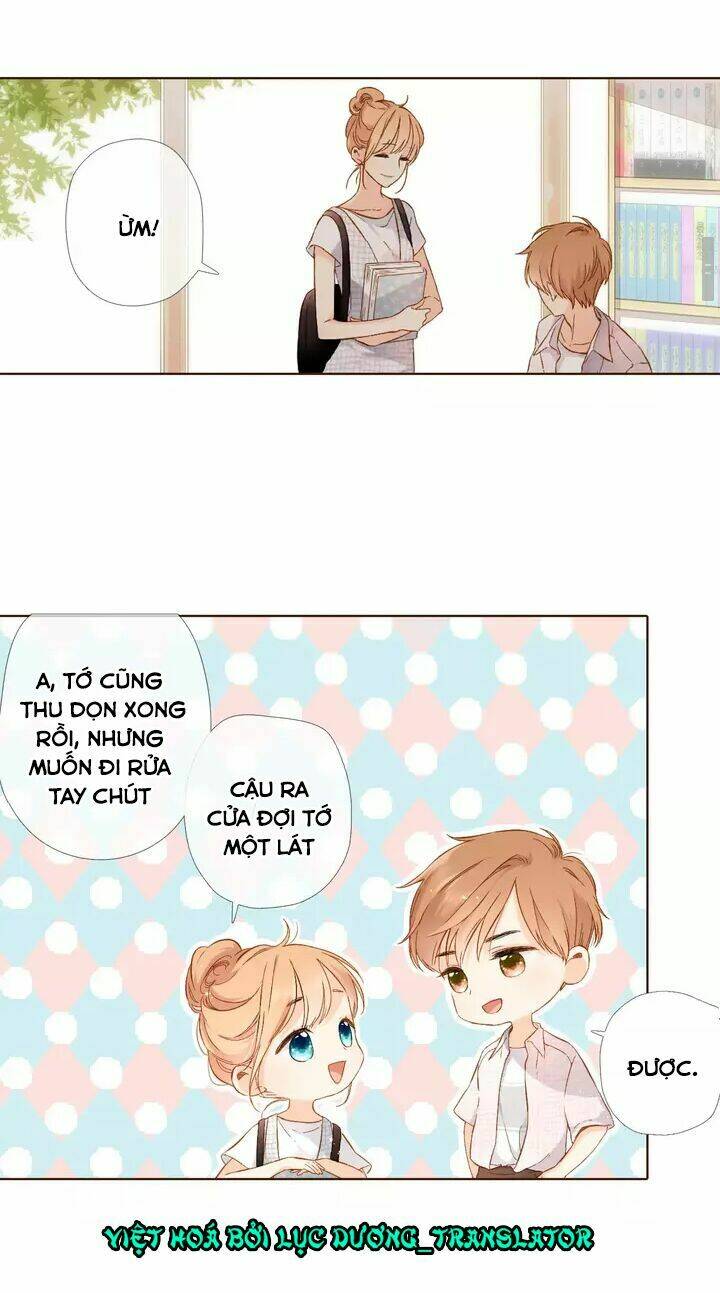 ỪM!
A, TỚ CŨNG
THU DỌN XONG
RỒI, NHƯNG
MUỐN ĐI RỬA
TAY CHÚT
CẬU RA
CỬA ĐỢI TỚ
MỘT LÁT
ĐƯỢC.
VIỆT HOÁ BỞI LỤC DƯƠNG_TRANSLATOR